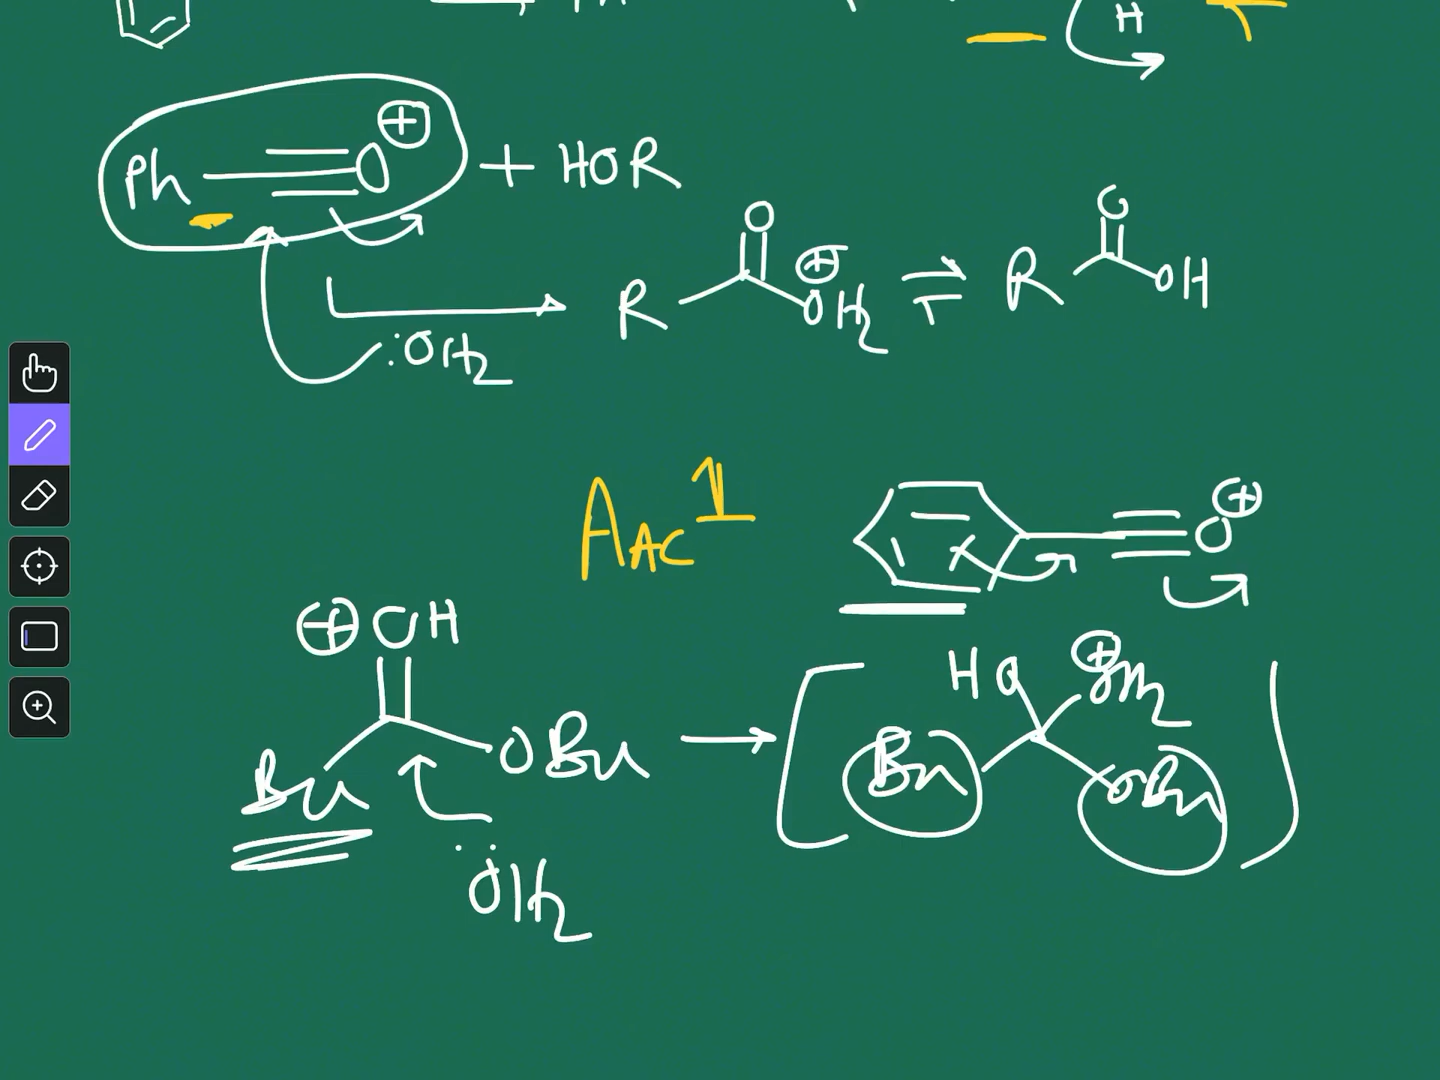 H
Ph ≡ O ⊕ + HOR
:OH2
R O ⊕ OH2 ⇌ R O OH
AAC1
O ⊕
⊕ OH
Bu OBu → [ HO ⊕ OH2 Bu OBu ]
:OH2